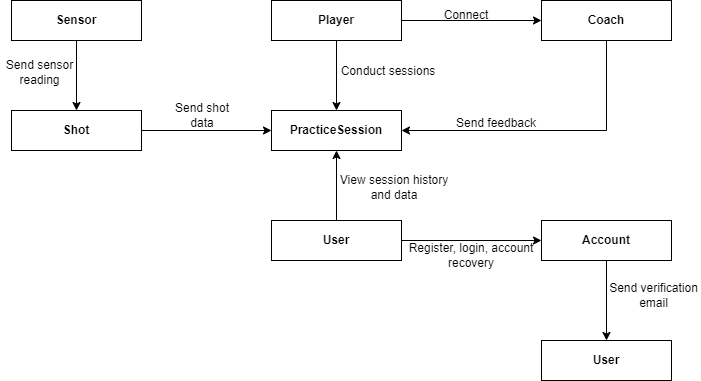 Sensor
Player
Connect
Coach
Send sensor
reading
Conduct sessions
Send shot
data
Shot
PracticeSession
Send feedback
View session history
and data
User
Register, login, account
recovery
Account
Send verification
email
User